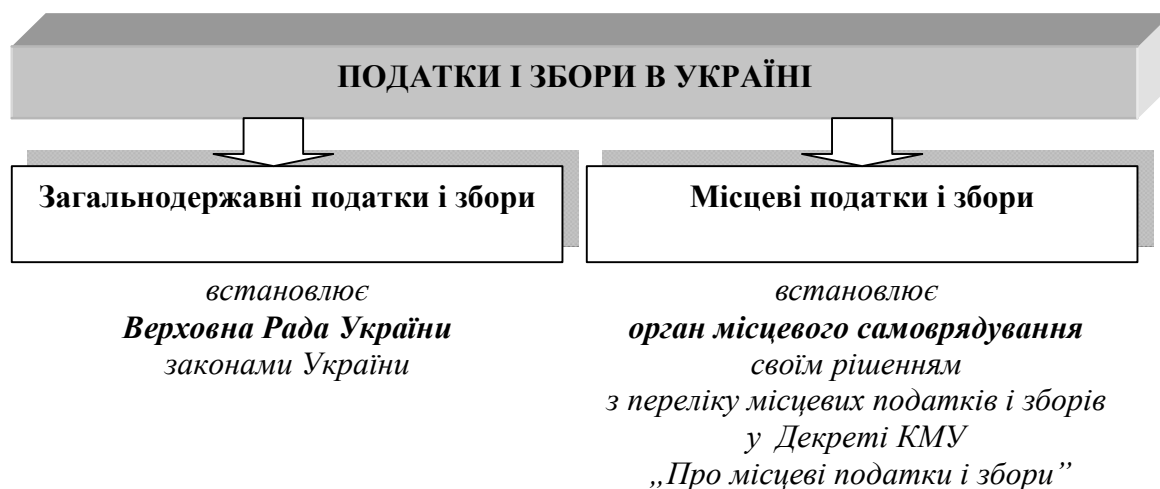 ПОДАТКИ І ЗБОРИ В УКРАЇНІ
Загальнодержавні податки і збори
встановлює
Верховна Рада України
законами України
Місцеві податки і збори
встановлює
орган місцевого самоврядування
своїм рішенням
з переліку місцевих податків і зборів
у Декреті КМУ
„Про місцеві податки і збори”